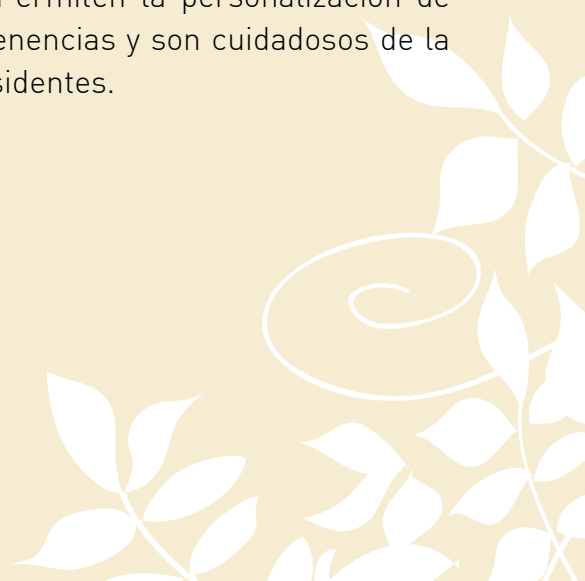 ermiten la personalización de
enencias y son cuidadosos de la
sidentes.